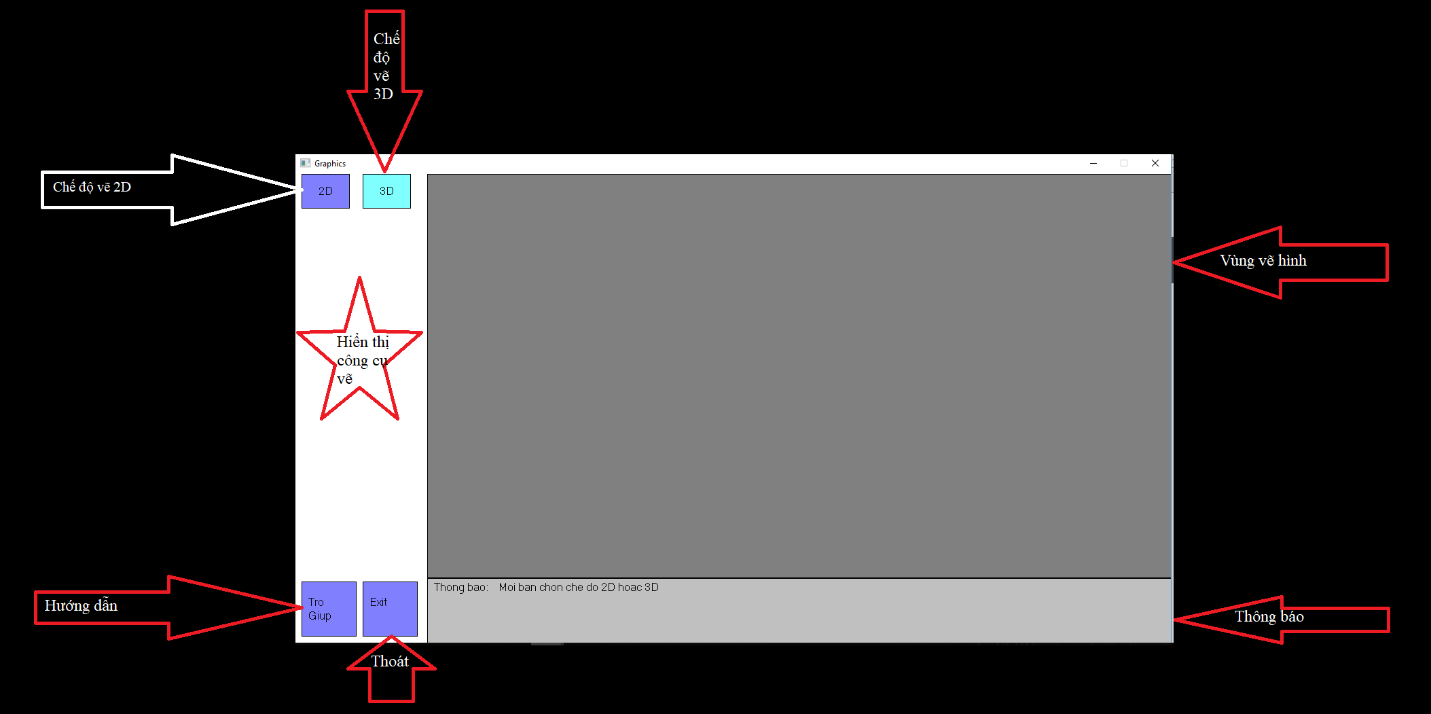 Chế
độ
vẽ
3D
Graphics
Chế độ vẽ 2D
2D
3D
Vùng vẽ hình
Hiển thị
công cụ
vẽ
Thong bao: Moi ban chon che do 2D hoac 3D
Hướng dẫn
Tro
Giup
Exit
Thông báo
Thoát